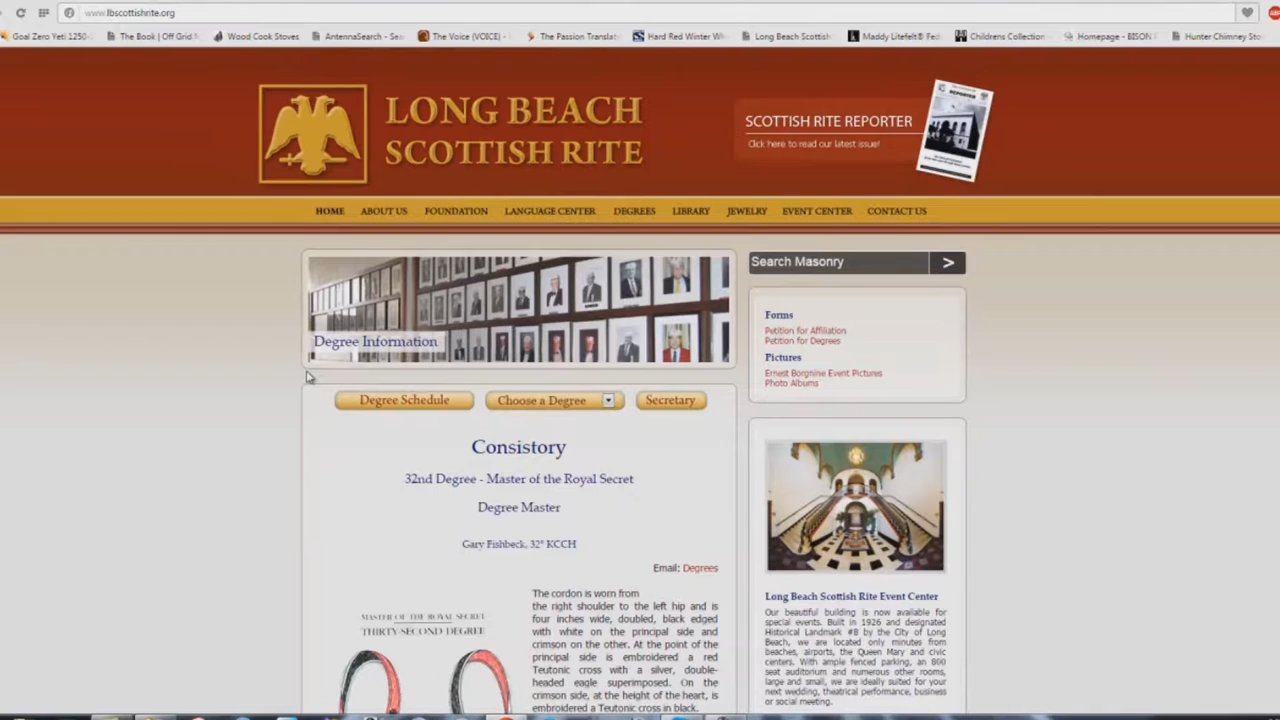 www.lbscottishrite.org
Goal Zero Yeti 1250-
The Book | Off Grid
Wood Cook Stoves
AntennaSearch - Sea
The Voice (VOICE) -
The Passion Translat
Hard Red Winter W
Long Beach Scottish
Maddy Litefelt® Fed
Childrens Collection
Homepage - BISON
Hunter Chimney Sto
LONG BEACH
SCOTTISH RITE
SCOTTISH RITE REPORTER
Click here to read our latest issue!
REPORTER
HOME ABOUT US FOUNDATION LANGUAGE CENTER DEGREES LIBRARY JEWELRY EVENT CENTER CONTACT US
Degree Information
Degree Schedule Choose a Degree Secretary
Consistory
32nd Degree - Master of the Royal Secret
Degree Master
Gary Fishbeck, 32° KCCH
Email: Degrees
The cordon is worn from
the right shoulder to the left hip and is
four inches wide, doubled, black edged
with white on the principal side and
crimson on the other. At the point of the
principal side is embroidered a red
Teutonic cross with a silver, double-
headed eagle superimposed. On the
crimson side, at the height of the heart, is
embroidered a Teutonic cross in black.
MASTER OF THE ROYAL SECRET
THIRTY-SECOND DEGREE
Search Masonry >
Forms
Petition for Affiliation
Petition for Degrees
Pictures
Ernest Borgnine Event Pictures
Photo Albums
Long Beach Scottish Rite Event Center
Our beautiful building is now available for
special events. Built in 1926 and designated
Historical Landmark #8 by the City of Long
Beach, we are located only minutes from
beaches, airports, the Queen Mary and civic
centers. With ample fenced parking, an 800
seat auditorium and numerous other rooms,
large and small, we are ideally suited for your
next wedding, theatrical performance, business
or social meeting.